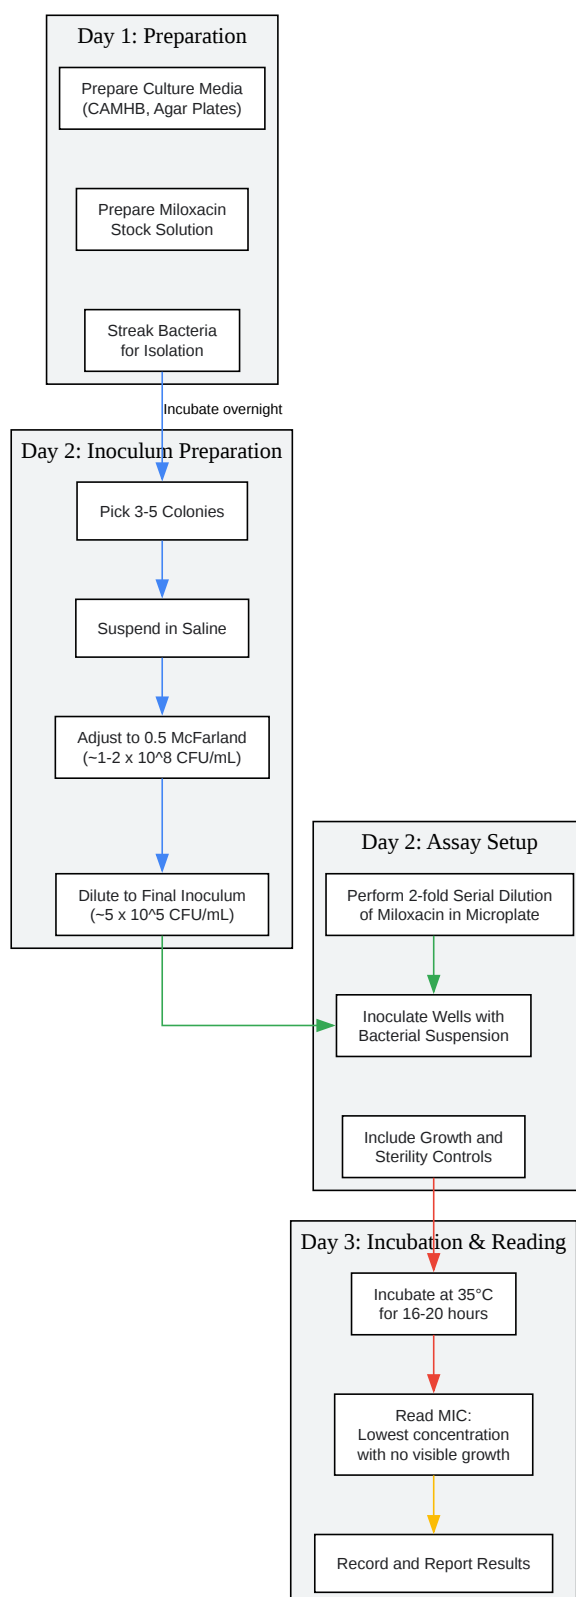 Day 1: Preparation
Prepare Culture Media
(CAMHB, Agar Plates)
Prepare Miloxacin
Stock Solution
Streak Bacteria
for Isolation
Incubate overnight
Day 2: Inoculum Preparation
Pick 3-5 Colonies
Suspend in Saline
Adjust to 0.5 McFarland
(~1-2 x 10^8 CFU/mL)
Dilute to Final Inoculum
(~5 x 10^5 CFU/mL)
Day 2: Assay Setup
Perform 2-fold Serial Dilution
of Miloxacin in Microplate
Inoculate Wells with
Bacterial Suspension
Include Growth and
Sterility Controls
Day 3: Incubation & Reading
Incubate at 35°C
for 16-20 hours
Read MIC:
Lowest concentration
with no visible growth
Record and Report Results